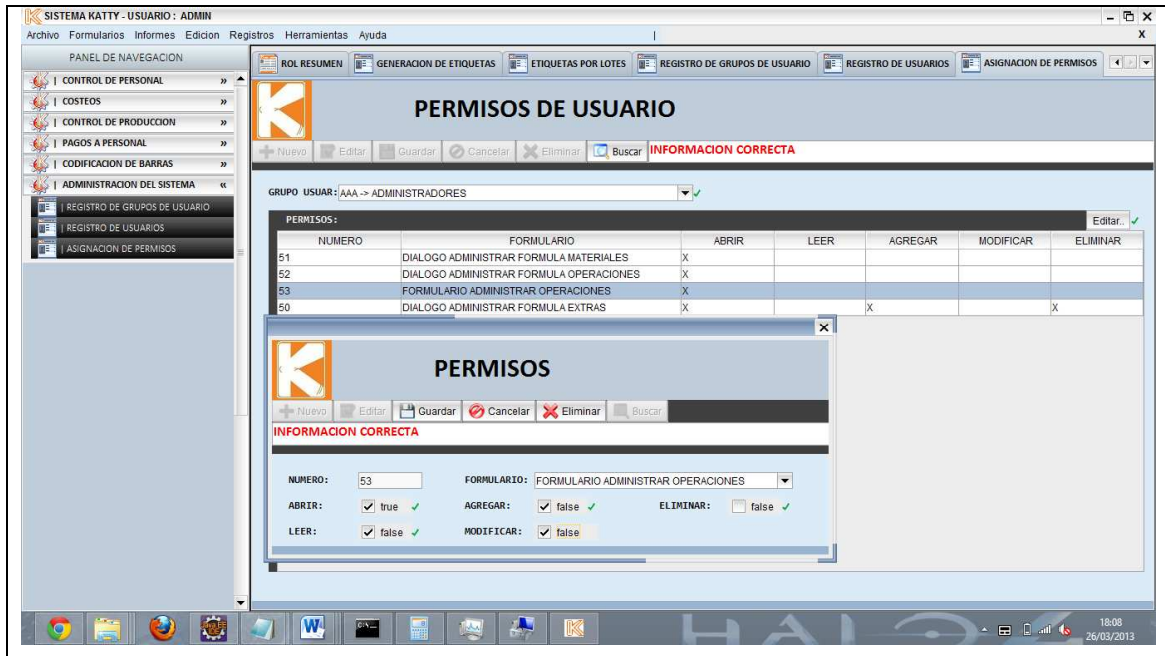 SISTEMA KATTY - USUARIO : ADMIN
Archivo Formularios Informes Edicion Registros Herramientas Ayuda X
PANEL DE NAVEGACION
| CONTROL DE PERSONAL »
| COSTEOS »
| CONTROL DE PRODUCCION »
| PAGOS A PERSONAL »
| CODIFICACION DE BARRAS »
| ADMINISTRACION DEL SISTEMA «
| REGISTRO DE GRUPOS DE USUARIO
| REGISTRO DE USUARIOS
| ASIGNACION DE PERMISOS
ROL RESUMEN GENERACION DE ETIQUETAS ETIQUETAS POR LOTES REGISTRO DE GRUPOS DE USUARIO REGISTRO DE USUARIOS ASIGNACION DE PERMISOS
PERMISOS DE USUARIO
Nuevo Editar Guardar Cancelar Eliminar Buscar INFORMACION CORRECTA
GRUPO USUAR: AAA -> ADMINISTRADORES
PERMISOS: Editar..
NUMERO FORMULARIO ABRIR LEER AGREGAR MODIFICAR ELIMINAR
51 DIALOGO ADMINISTRAR FORMULA MATERIALES X
52 DIALOGO ADMINISTRAR FORMULA OPERACIONES X
53 FORMULARIO ADMINISTRAR OPERACIONES X
50 DIALOGO ADMINISTRAR FORMULA EXTRAS X X X
PERMISOS
Nuevo Editar Guardar Cancelar Eliminar Buscar
INFORMACION CORRECTA
NUMERO: 53 FORMULARIO: FORMULARIO ADMINISTRAR OPERACIONES
ABRIR: true AGREGAR: false ELIMINAR: false
LEER: false MODIFICAR: false
HALO
18:08
26/03/2013